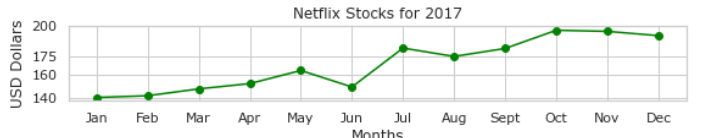 Netflix Stocks for 2017
USD Dollars
200
175
160
140
Jan Feb Mar Apr May Jun Jul Aug Sept Oct Nov Dec
Months